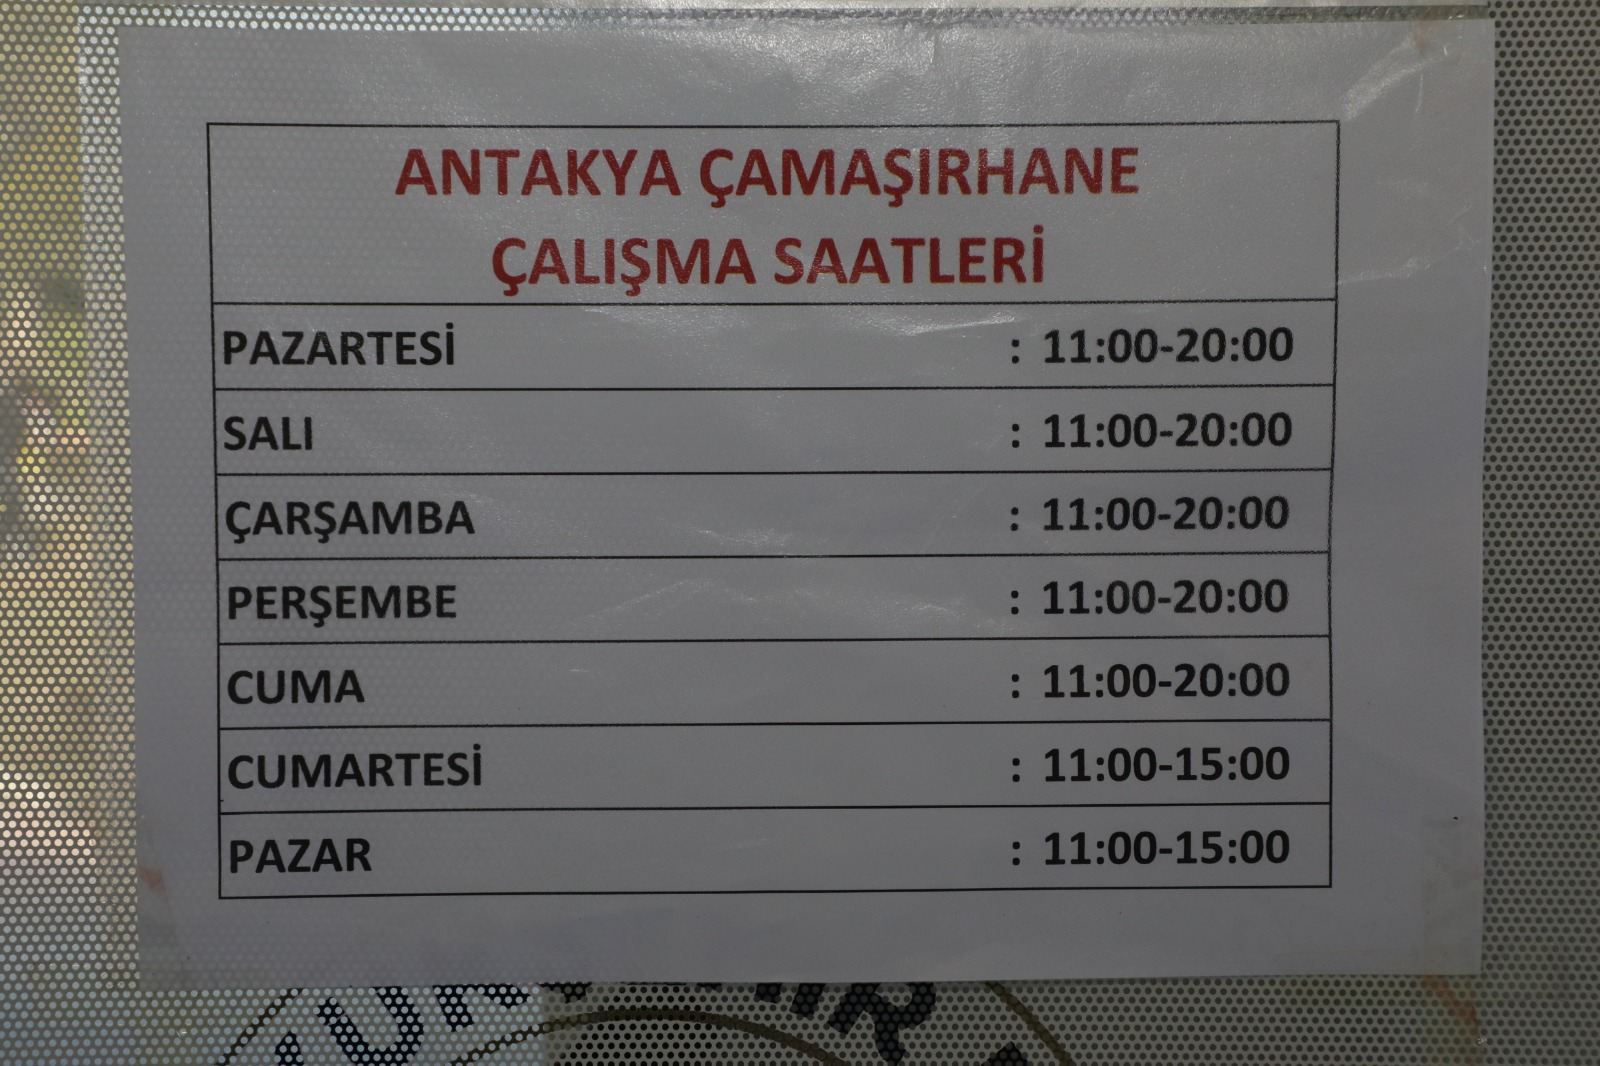 ANTAKYA ÇAMAŞIRHANE
ÇALIŞMA SAATLERİ
PAZARTESİ : 11:00-20:00
SALI : 11:00-20:00
ÇARŞAMBA : 11:00-20:00
PERŞEMBE : 11:00-20:00
CUMA : 11:00-20:00
CUMARTESİ : 11:00-15:00
PAZAR : 11:00-15:00